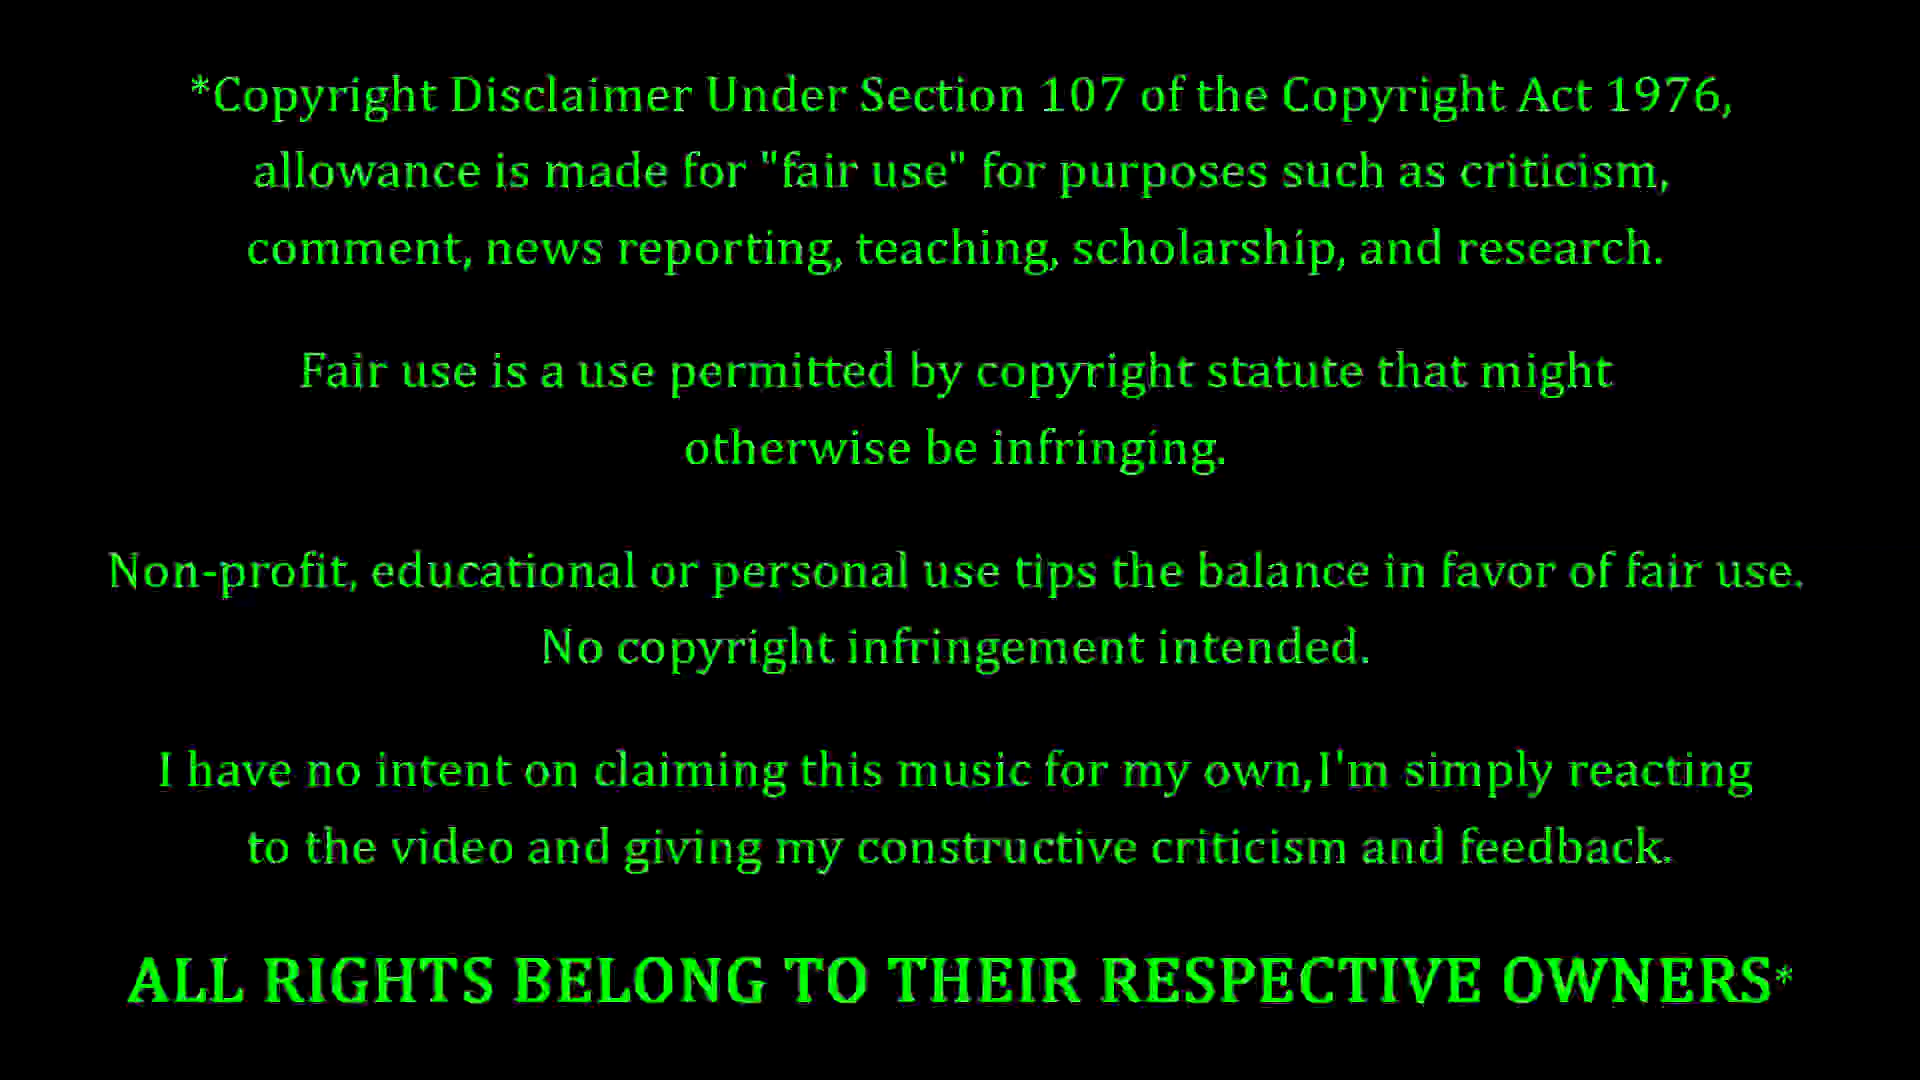 *Copyright Disclaimer Under Section 107 of the Copyright Act 1976,
allowance is made for "fair use" for purposes such as criticism,
comment, news reporting, teaching, scholarship, and research.
Fair use is a use permitted by copyright statute that might
otherwise be infringing.
Non-profit, educational or personal use tips the balance in favor of fair use.
No copyright infringement intended.
I have no intent on claiming this music for my own,I'm simply reacting
to the video and giving my constructive criticism and feedback.
ALL RIGHTS BELONG TO THEIR RESPECTIVE OWNERS*